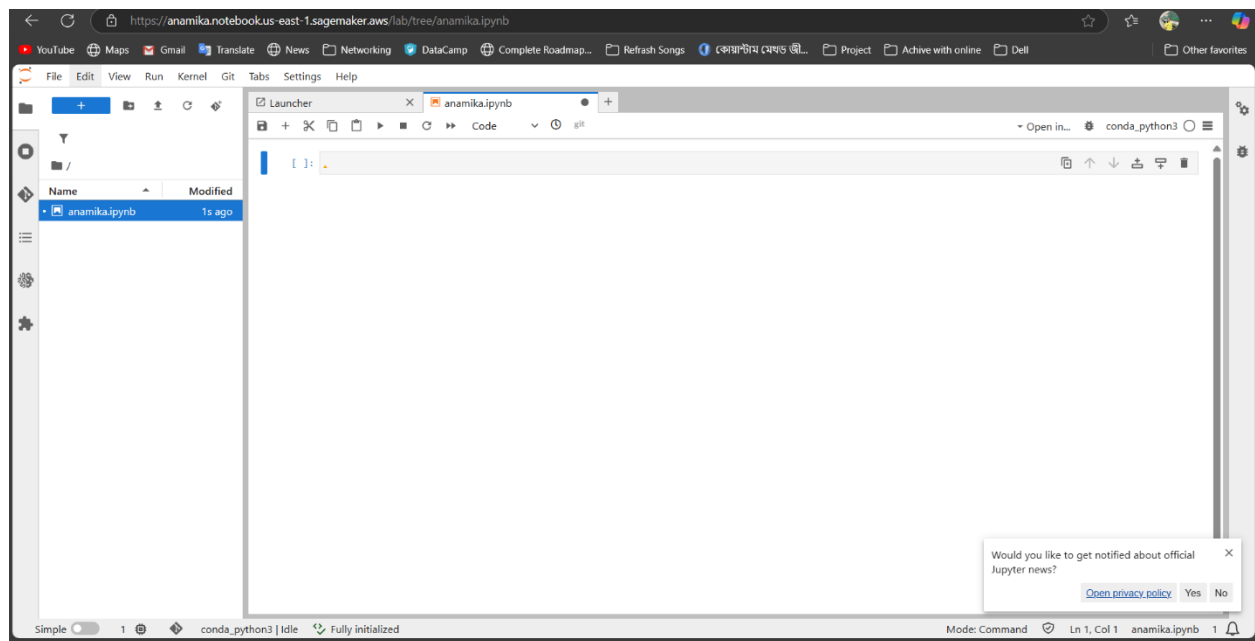 https://anamika.notebook.us-east-1.sagemaker.aws/lab/tree/anamika.ipynb
YouTube Maps Gmail Translate News Networking DataCamp Complete Roadmap... Refrash Songs কোয়ান্টাম মেথড জী... Project Achive with online Dell Other favorites
File Edit View Run Kernel Git Tabs Settings Help
Launcher anamika.ipynb
Code git Open in... conda_python3
/
[ ]: .
Name Modified
anamika.ipynb 1s ago
Would you like to get notified about official
Jupyter news?
Open privacy policy Yes No
Simple 1 conda_python3 | Idle Fully initialized Mode: Command Ln 1, Col 1 anamika.ipynb 1